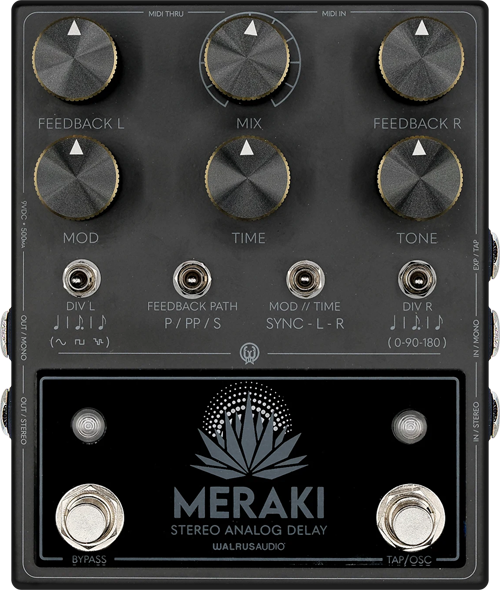 MIDI THRU
MIDI IN
FEEDBACK L
MIX
FEEDBACK R
MOD
TIME
TONE
9VDC 500mA
EXP / TAP
DIV L
FEEDBACK PATH
P / PP / S
MOD // TIME
SYNC - L - R
DIV R
(0-90-180)
OUT / MONO
IN / MONO
OUT / STEREO
IN / STEREO
MERAKI
STEREO ANALOG DELAY
WALRUS AUDIO
BYPASS
TAP/OSC